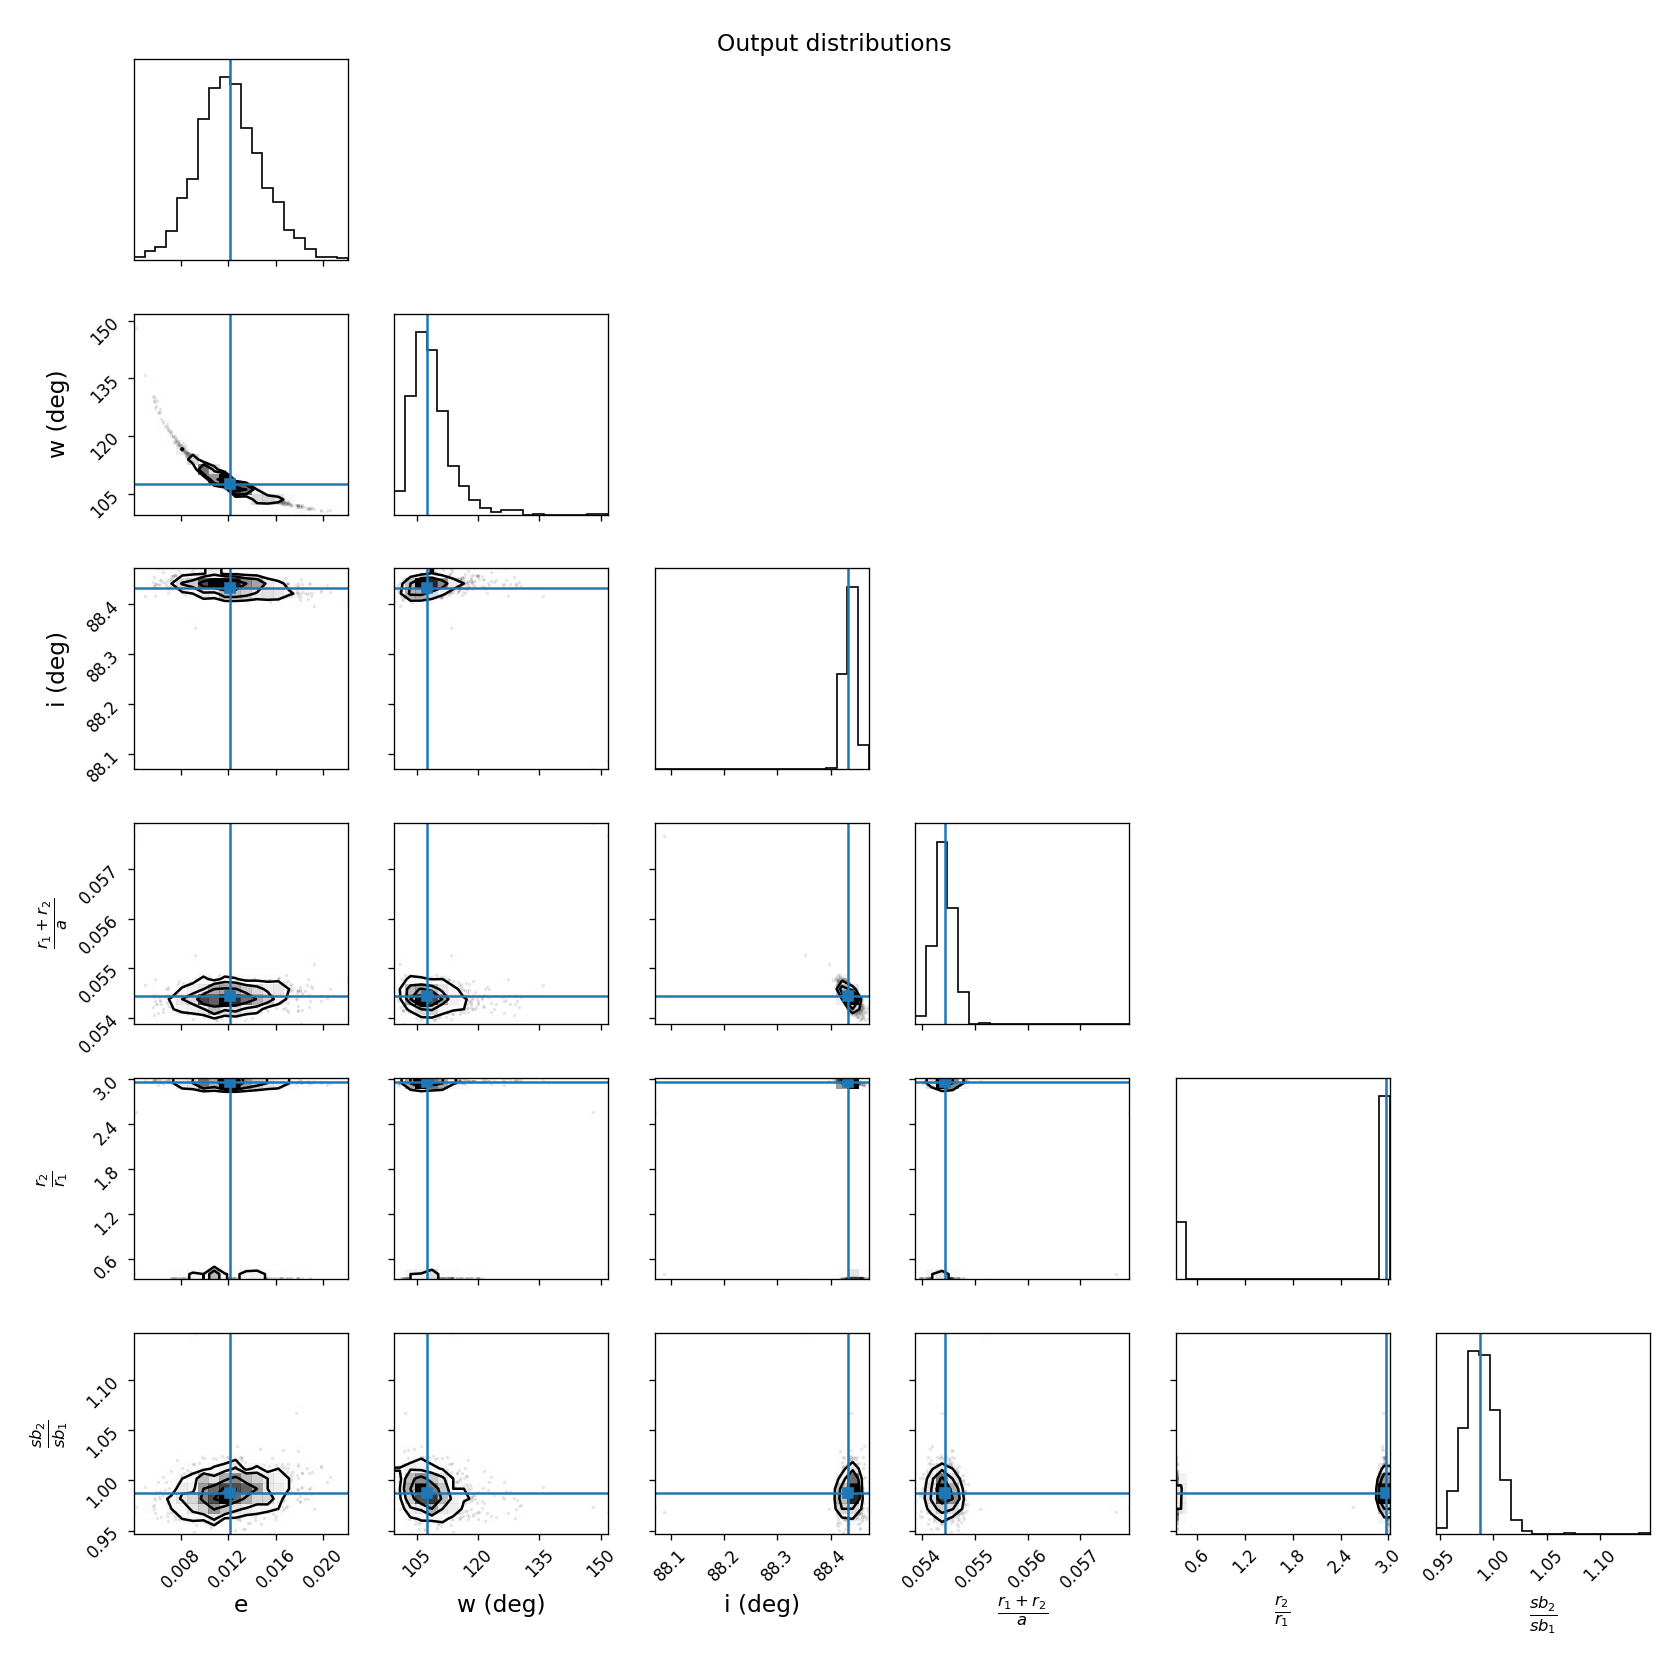 Output distributions
w (deg)
150
135
120
105
i (deg)
88.4
88.3
88.2
88.1
r₁ + r₂
a
0.057
0.056
0.055
0.054
r₂
r₁
3.0
2.4
1.8
1.2
0.6
sb₂
sb₁
1.10
1.05
1.00
0.95
0.008 0.012 0.016 0.020 105 120 135 150 88.1 88.2 88.3 88.4 0.054 0.055 0.056 0.057 0.6 1.2 1.8 2.4 3.0 0.95 1.00 1.05 1.10
e w (deg) i (deg) r₁ + r₂ r₂ sb₂
a r₁ sb₁